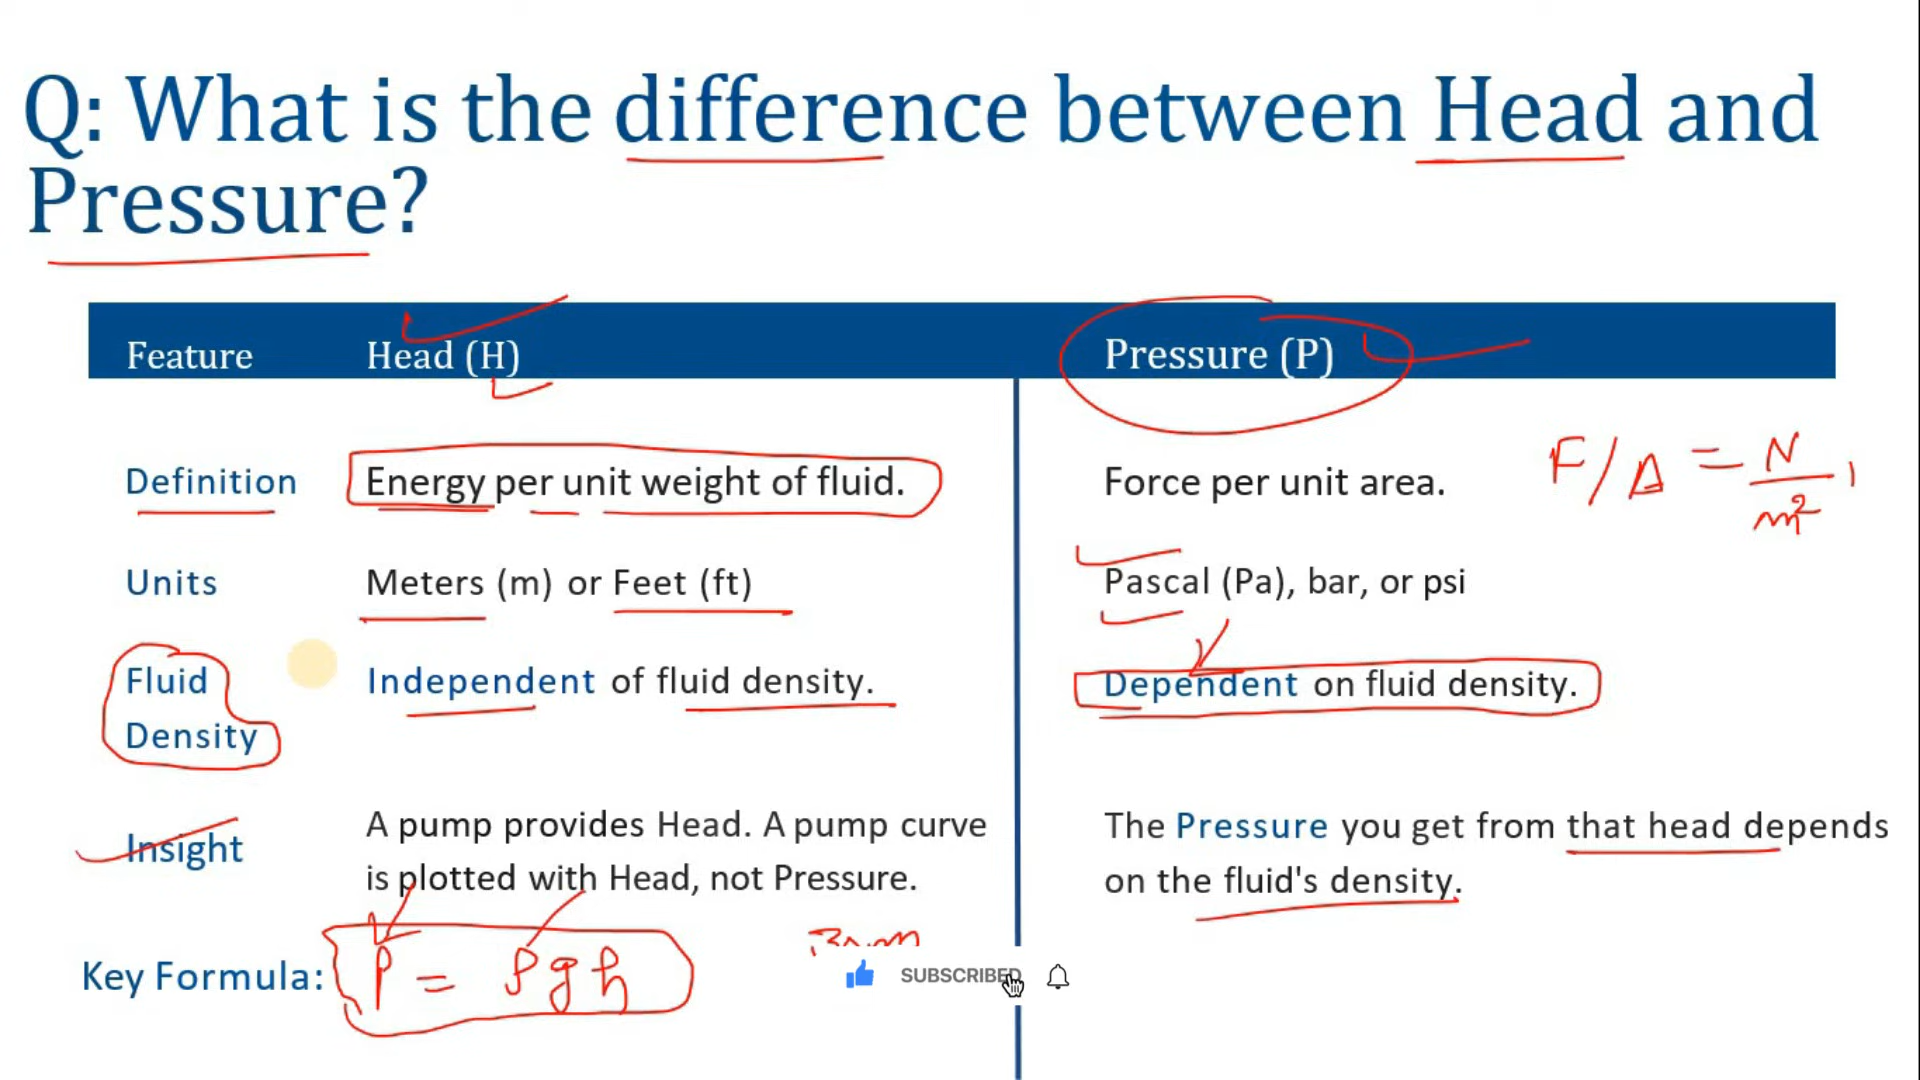 Q: What is the difference between Head and
Pressure?
Feature Head (H) Pressure (P)
Definition Energy per unit weight of fluid. Force per unit area. F/A = N/m²
Units Meters (m) or Feet (ft) Pascal (Pa), bar, or psi
Fluid
Density Independent of fluid density. Dependent on fluid density.
Insight A pump provides Head. A pump curve
is plotted with Head, not Pressure. The Pressure you get from that head depends
on the fluid's density.
Key Formula: P = ρgh
SUBSCRIBED